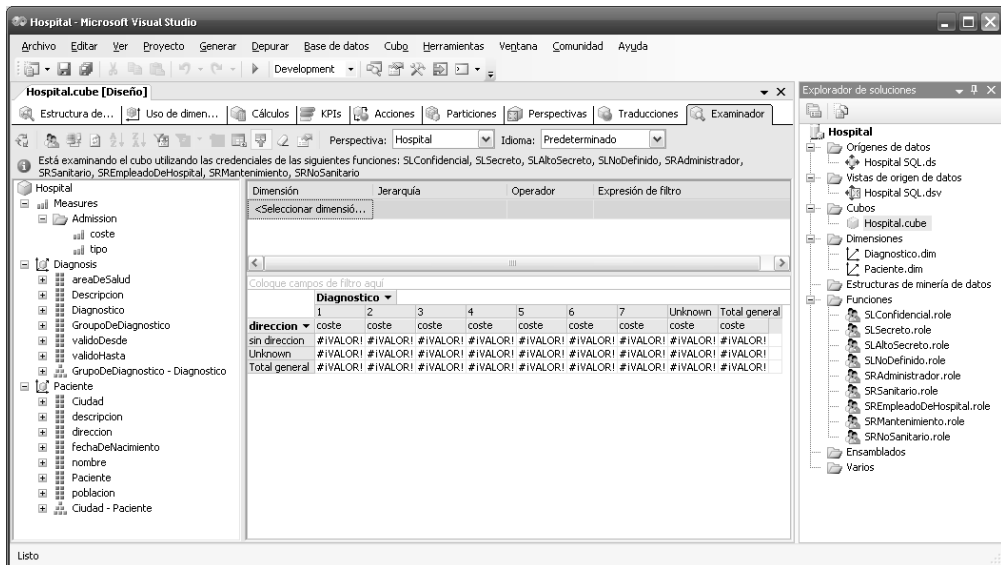 Hospital - Microsoft Visual Studio
Archivo Editar Ver Proyecto Generar Depurar Base de datos Cubo Herramientas Ventana Comunidad Ayuda
Development
Hospital.cube [Diseño]
Estructura de... Uso de dimen... Cálculos KPIs Acciones Particiones Perspectivas Traducciones Examinador
Perspectiva: Hospital Idioma: Predeterminado
Está examinando el cubo utilizando las credenciales de las siguientes funciones: SLConfidencial, SLSecreto, SLAltoSecreto, SLNoDefinido, SRAdministrador,
SRSanitario, SREmpleadoDeHospital, SRMantenimiento, SRNoSanitario
Hospital
Measures
Admission
coste
tipo
Diagnosis
areaDeSalud
Descripcion
Diagnostico
GroupoDeDiagnostico
validoDesde
validoHasta
GrupoDeDiagnostico - Diagnostico
Paciente
Ciudad
descripcion
direccion
fechaDeNacimiento
nombre
Paciente
poblacion
Ciudad - Paciente
Dimensión Jerarquía Operador Expresión de filtro
<Seleccionar dimensió...
Coloque campos de filtro aquí
Diagnostico
1 2 3 4 5 6 7 Unknown Total general
direccion coste coste coste coste coste coste coste coste coste
sin direccion #¡VALOR! #¡VALOR! #¡VALOR! #¡VALOR! #¡VALOR! #¡VALOR! #¡VALOR! #¡VALOR! #¡VALOR!
Unknown #¡VALOR! #¡VALOR! #¡VALOR! #¡VALOR! #¡VALOR! #¡VALOR! #¡VALOR! #¡VALOR! #¡VALOR!
Total general #¡VALOR! #¡VALOR! #¡VALOR! #¡VALOR! #¡VALOR! #¡VALOR! #¡VALOR! #¡VALOR! #¡VALOR!
Explorador de soluciones
Hospital
Orígenes de datos
Hospital SQL.ds
Vistas de origen de datos
Hospital SQL.dsv
Cubos
Hospital.cube
Dimensiones
Diagnostico.dim
Paciente.dim
Estructuras de minería de datos
Funciones
SLConfidencial.role
SLSecreto.role
SLAltoSecreto.role
SLNoDefinido.role
SRAdministrador.role
SRSanitario.role
SREmpleadoDeHospital.role
SRMantenimiento.role
SRNoSanitario.role
Ensamblados
Varios
Listo